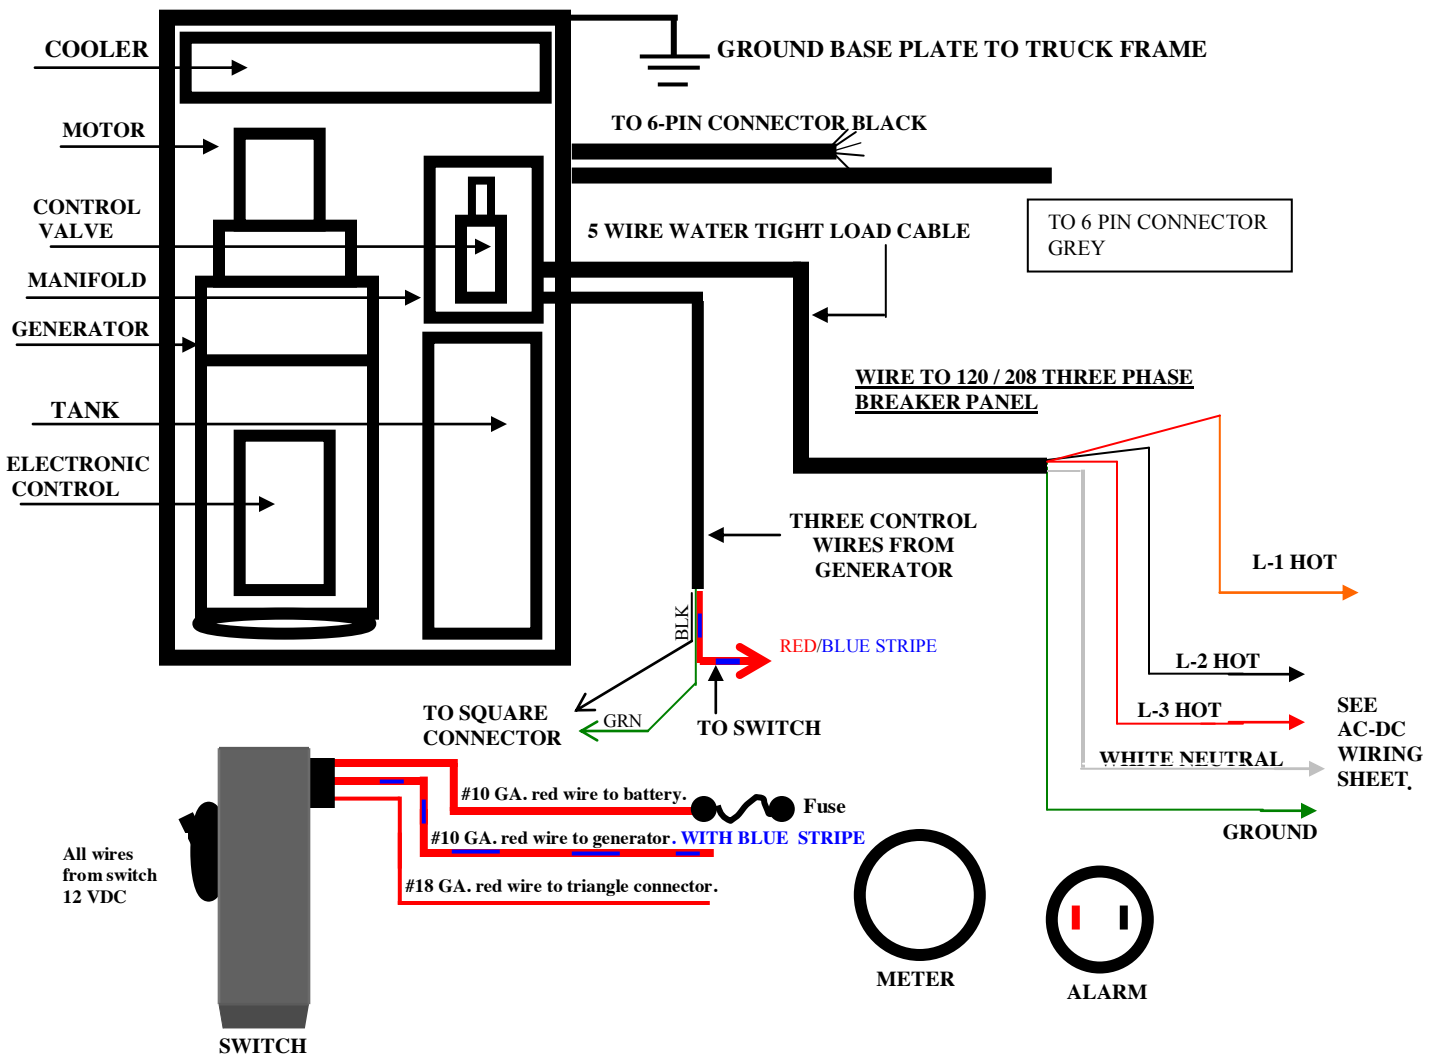 COOLER
GROUND BASE PLATE TO TRUCK FRAME
MOTOR
TO 6-PIN CONNECTOR BLACK
CONTROL
VALVE
TO 6 PIN CONNECTOR
GREY
5 WIRE WATER TIGHT LOAD CABLE
MANIFOLD
GENERATOR
WIRE TO 120 / 208 THREE PHASE
BREAKER PANEL
TANK
ELECTRONIC
CONTROL
THREE CONTROL
WIRES FROM
GENERATOR
L-1 HOT
BLK
RED/BLUE STRIPE
L-2 HOT
L-3 HOT
SEE
AC-DC
WIRING
SHEET.
TO SQUARE
CONNECTOR
GRN
TO SWITCH
WHITE NEUTRAL
GROUND
#10 GA. red wire to battery.
Fuse
#10 GA. red wire to generator. WITH BLUE STRIPE
All wires
from switch
12 VDC
#18 GA. red wire to triangle connector.
METER
ALARM
SWITCH